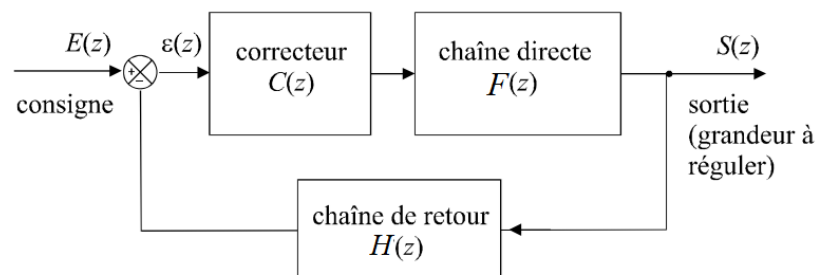 E(z)
ε(z)
+
−
consigne
correcteur
C(z)
chaîne directe
F(z)
S(z)
sortie
(grandeur à
réguler)
chaîne de retour
H(z)